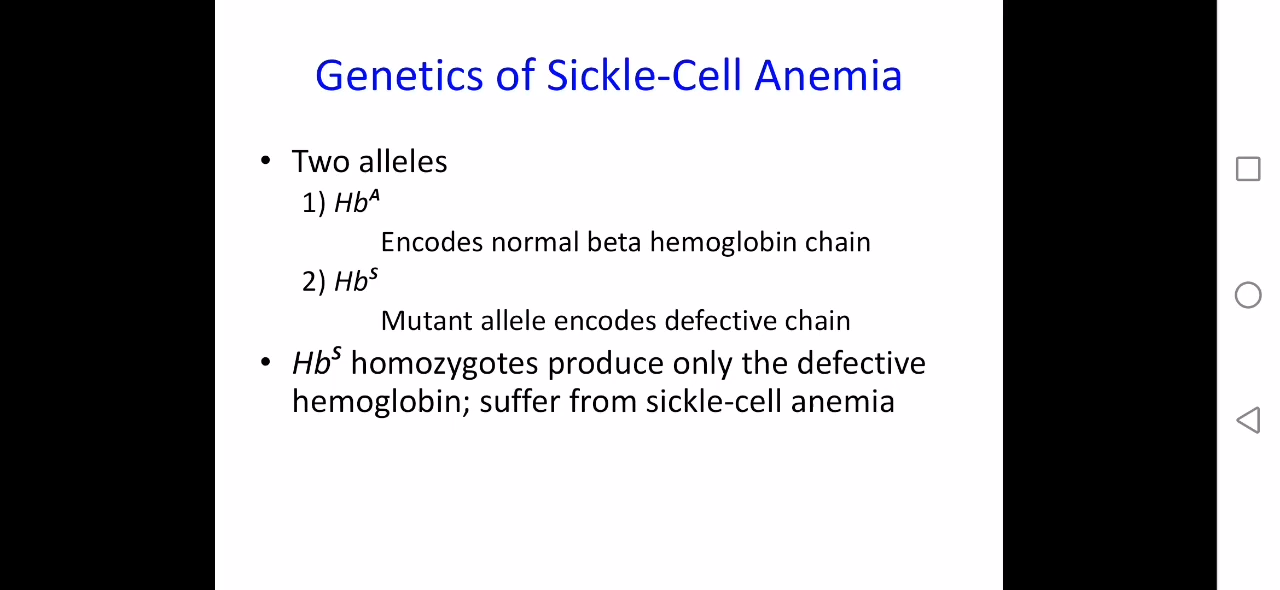 Genetics of Sickle-Cell Anemia
• Two alleles
1) Hbᴬ
Encodes normal beta hemoglobin chain
2) Hbˢ
Mutant allele encodes defective chain
• Hbˢ homozygotes produce only the defective
hemoglobin; suffer from sickle-cell anemia